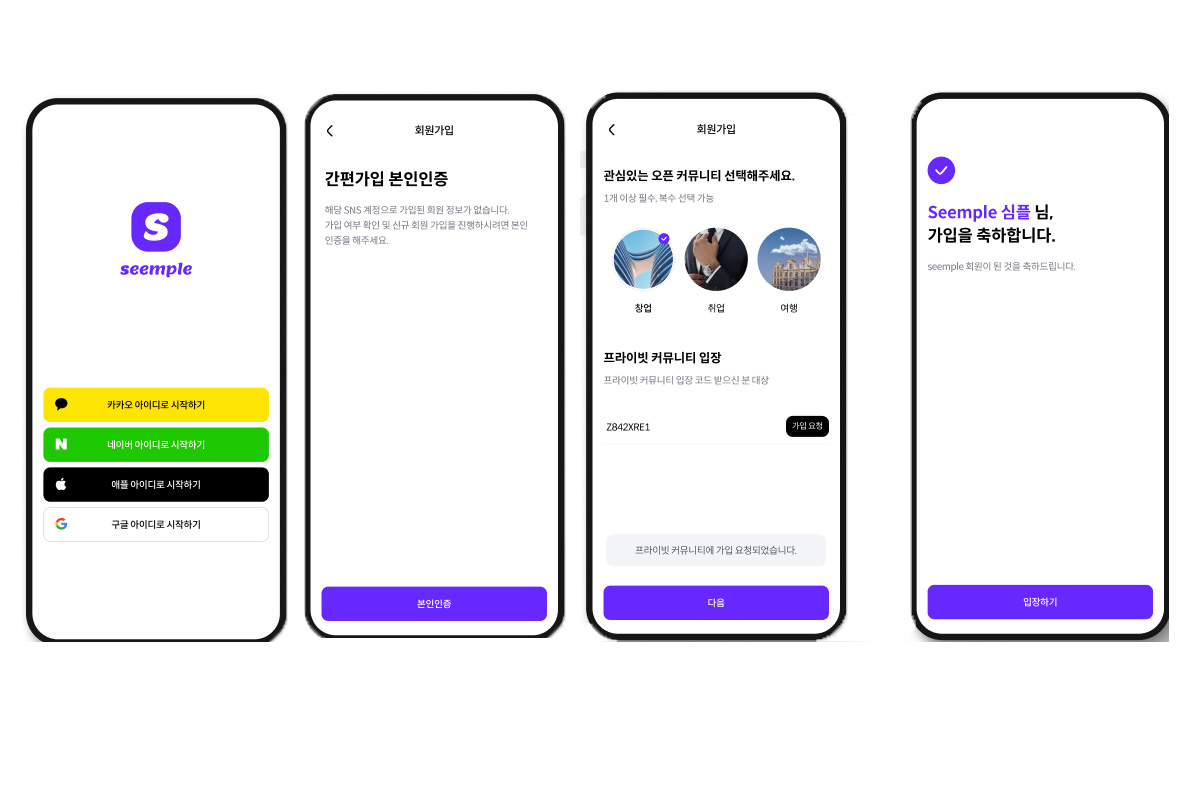 S
seemple
카카오 아이디로 시작하기
N
네이버 아이디로 시작하기
애플 아이디로 시작하기
G
구글 아이디로 시작하기
회원가입
간편가입 본인인증
해당 SNS 계정으로 가입된 회원 정보가 없습니다.
가입 여부 확인 및 신규 회원 가입을 진행하시려면 본인
인증을 해주세요.
본인인증
회원가입
관심있는 오픈 커뮤니티 선택해주세요.
1개 이상 필수, 복수 선택 가능
창업
취업
여행
프라이빗 커뮤니티 입장
프라이빗 커뮤니티 입장 코드 받으신 분 대상
Z842XRE1
가입 요청
프라이빗 커뮤니티에 가입 요청되었습니다.
다음
Seemple 심플 님,
가입을 축하합니다.
seemple 회원이 된 것을 축하드립니다.
입장하기